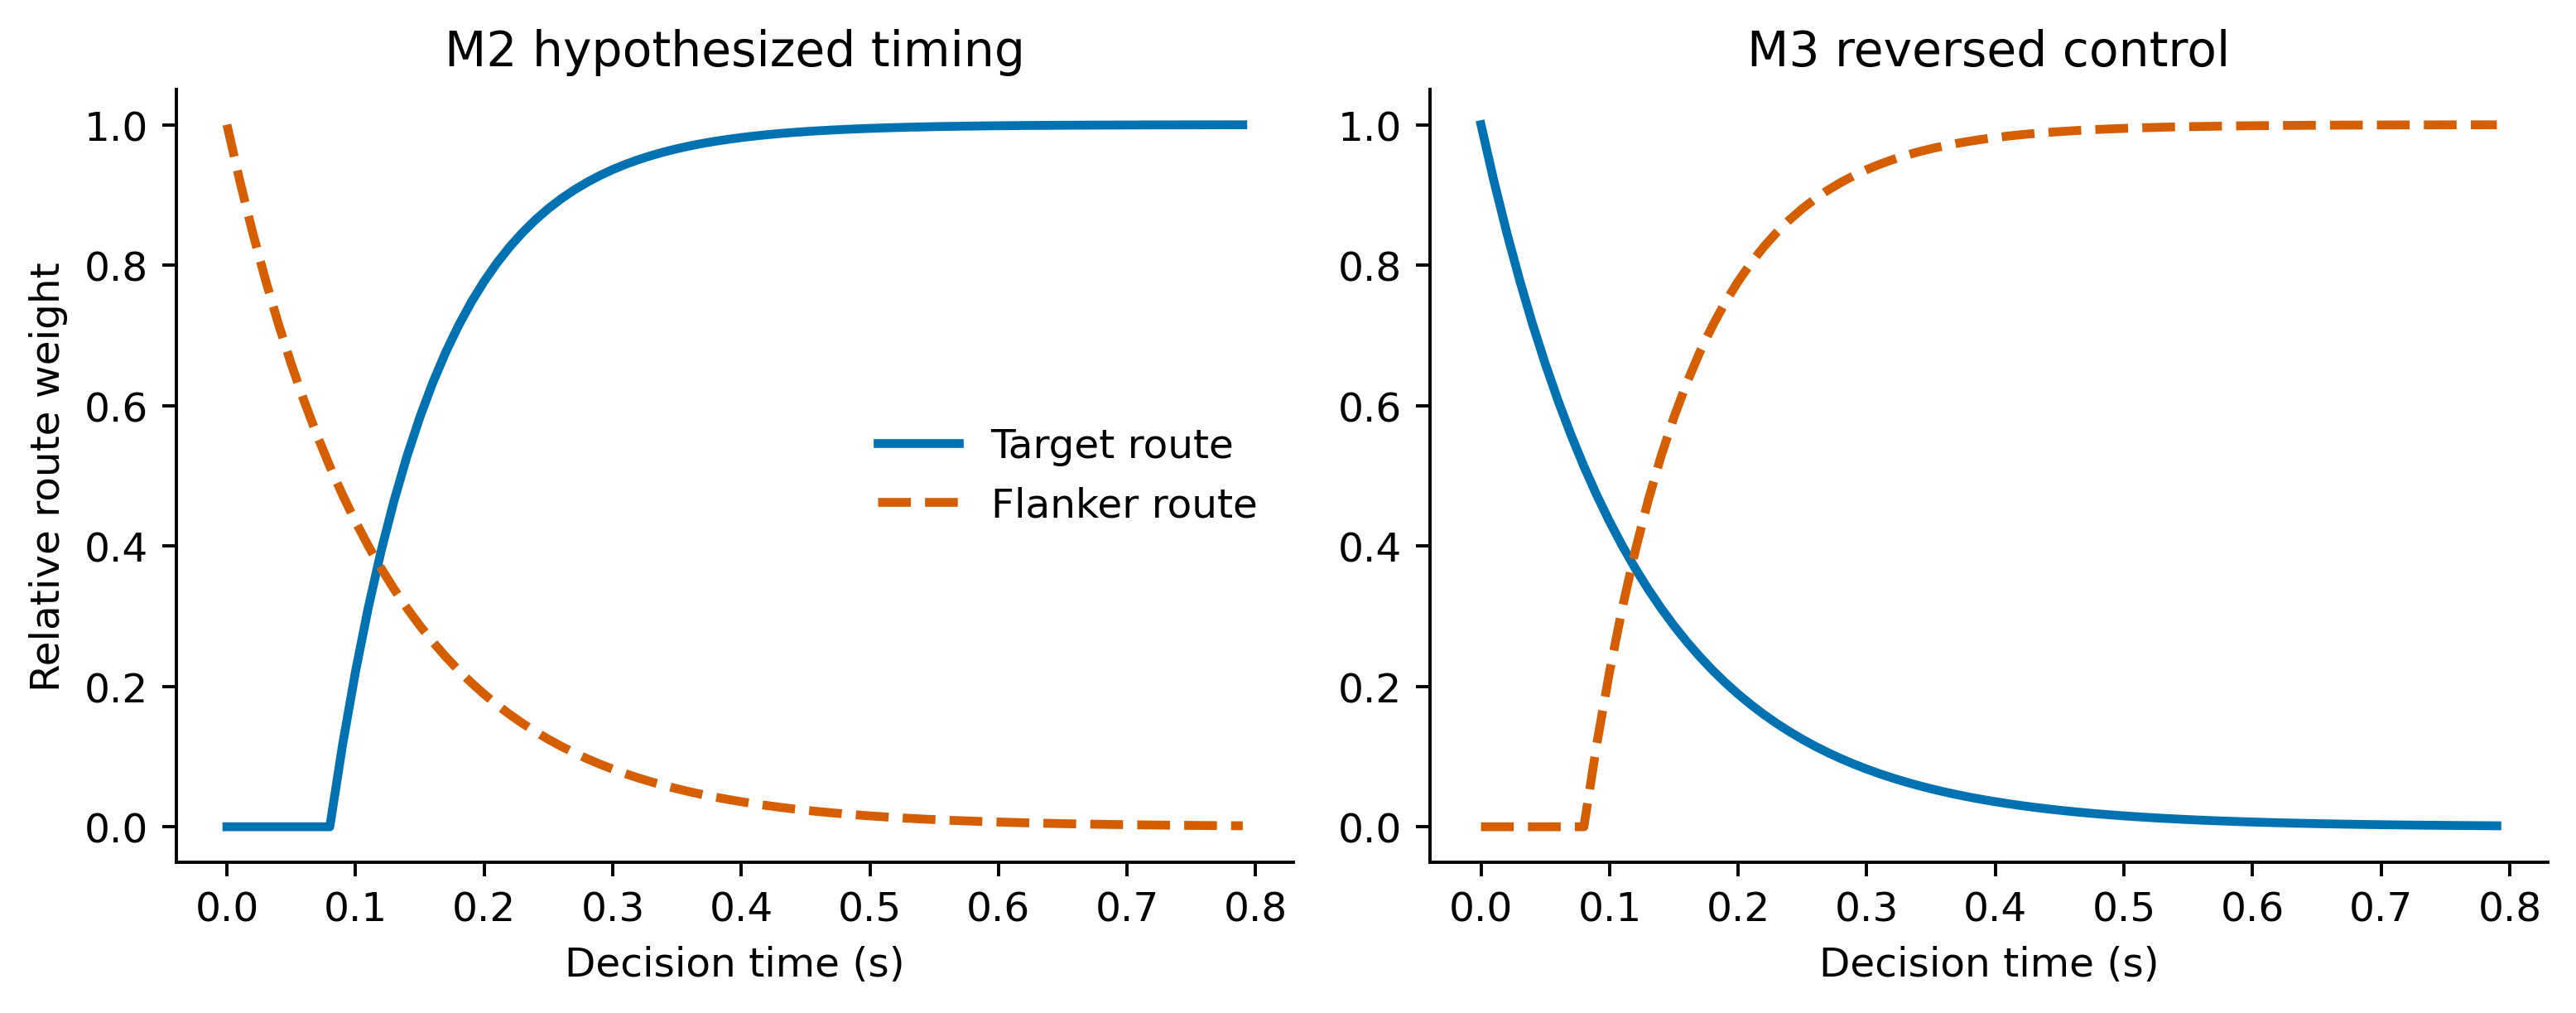 M2 hypothesized timing
Relative route weight
1.0
0.8
0.6
0.4
0.2
0.0
Target route
Flanker route
0.0 0.1 0.2 0.3 0.4 0.5 0.6 0.7 0.8
Decision time (s)
M3 reversed control
1.0
0.8
0.6
0.4
0.2
0.0
0.0 0.1 0.2 0.3 0.4 0.5 0.6 0.7 0.8
Decision time (s)